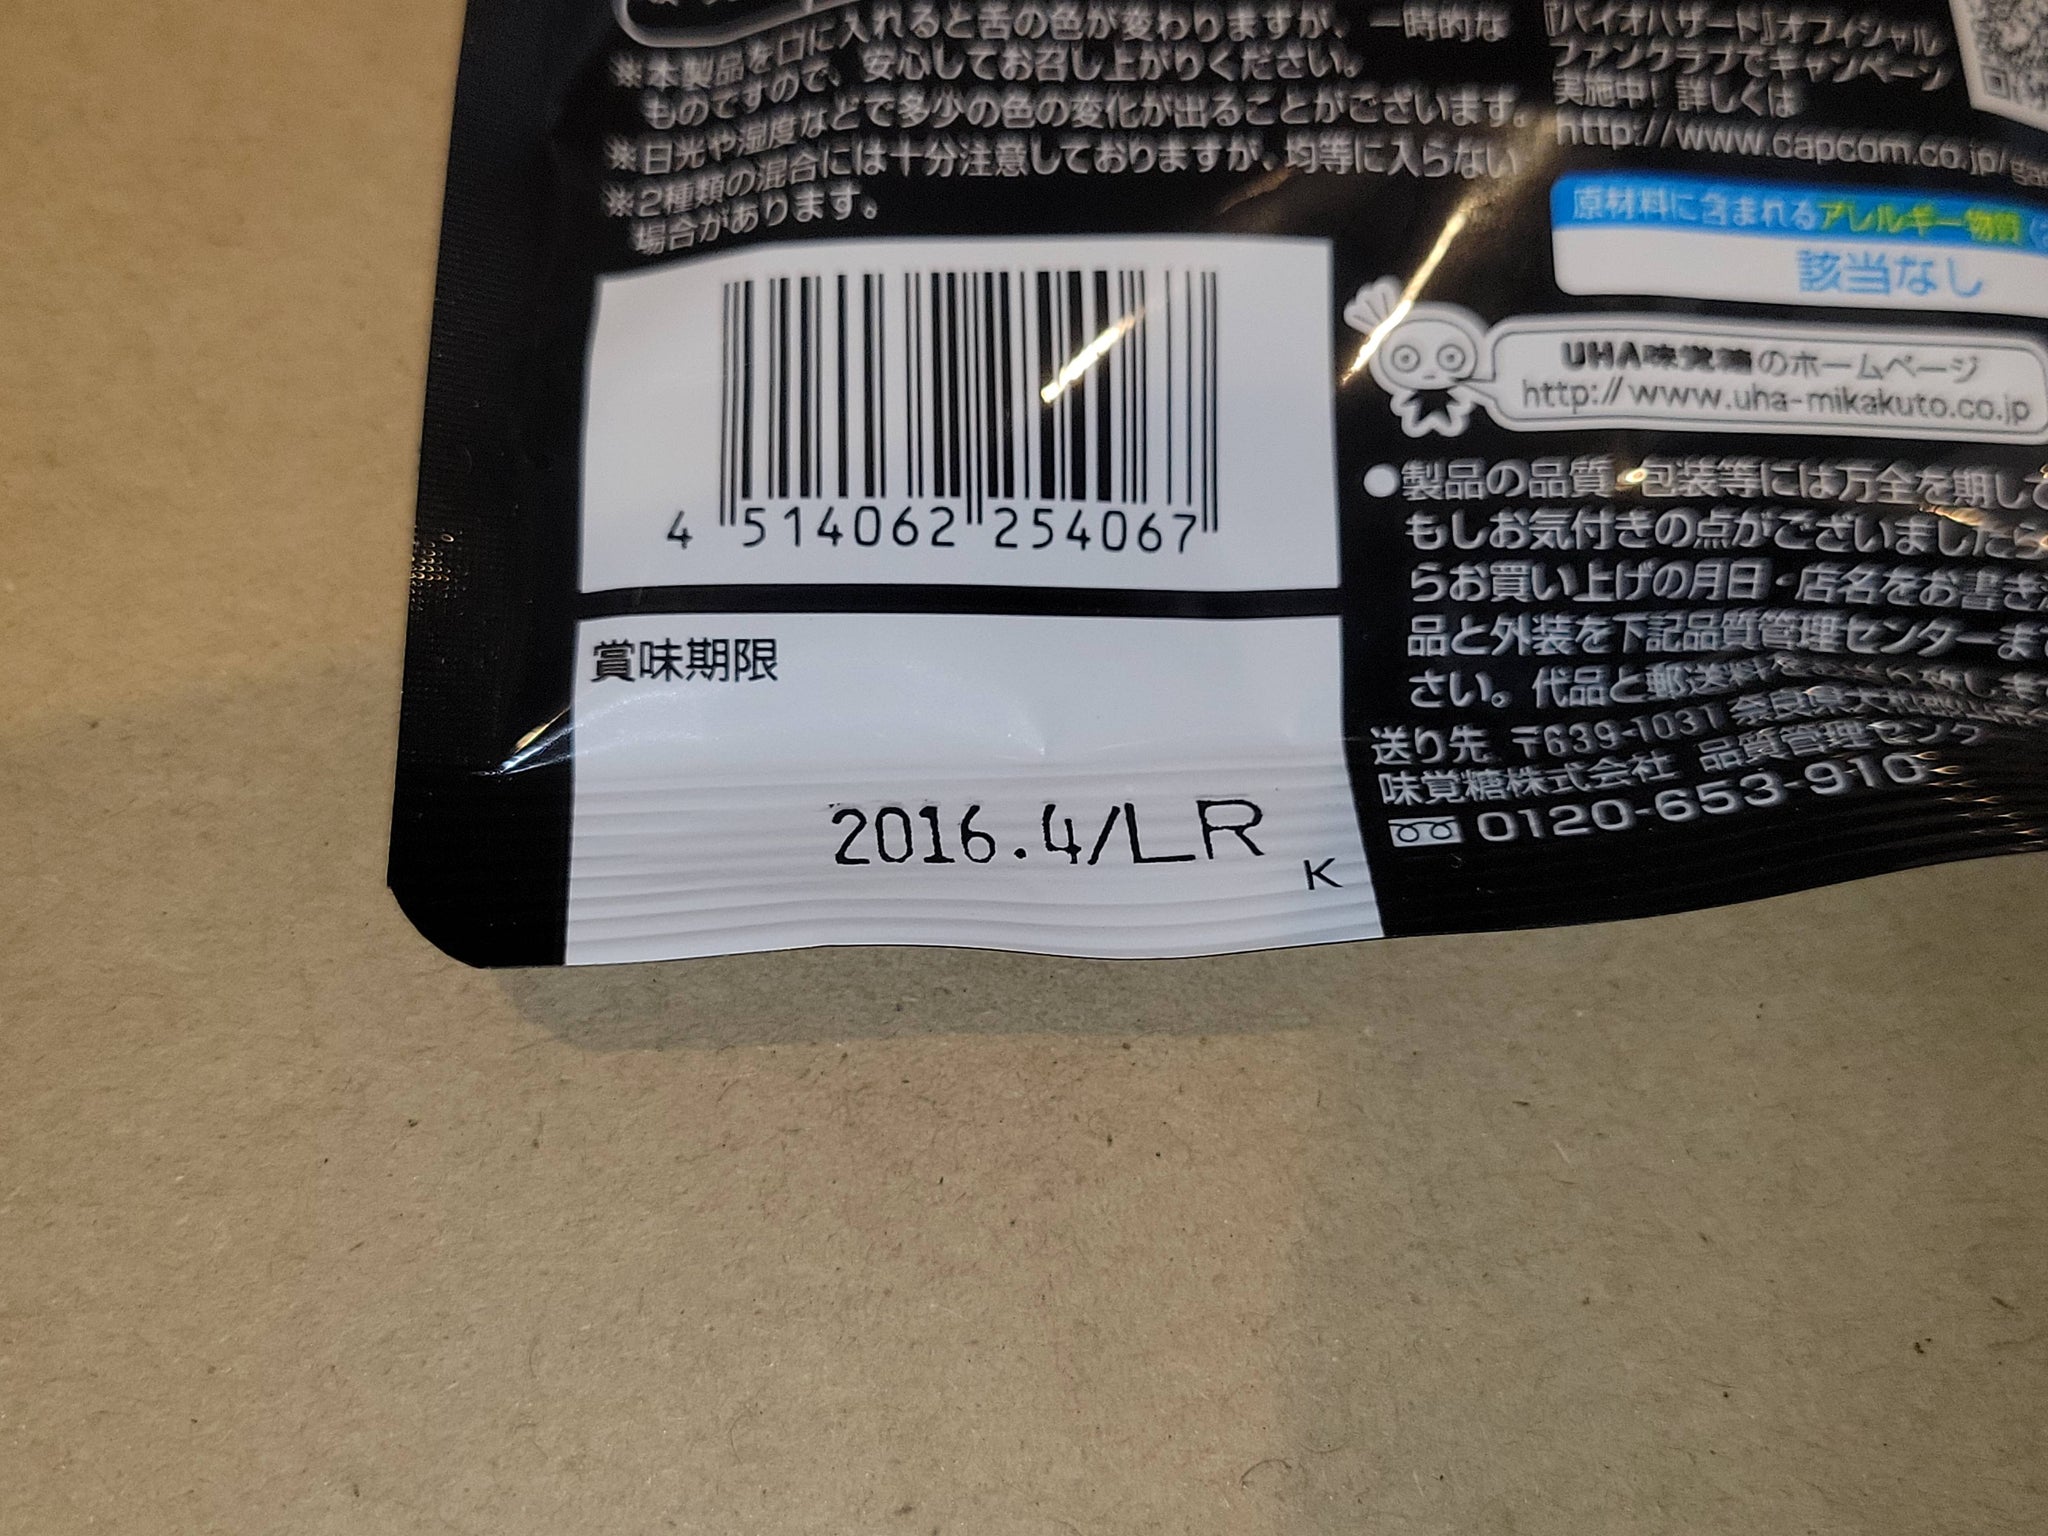 ※本製品を口に入れると舌の色が変わりますが、一時的な
ものですので、安心してお召し上がりください。
※日光や湿度などで多少の色の変化が出ることがございます。
※2種類の混合には十分注意しておりますが、均等に入らない
場合があります。
『バイオハザード』オフィシャル
ファンクラブでキャンペーン
実施中!詳しくは
http://www.capcom.co.jp/
原材料に含まれるアレルギー物質
該当なし
UHA味覚糖のホームページ
http://www.uha-mikakuto.co.jp
4 514062 254067
●製品の品質・包装等には万全を期して
もしお気付きの点がございましたら
らお買い上げの月日・店名をお書き
品と外装を下記品質管理センターま
さい。代品と郵送料を
送り先 〒639-1031 奈良県大和郡山
味覚糖株式会社 品質管理センタ
0120-653-910
賞味期限
2016.4/LR
K